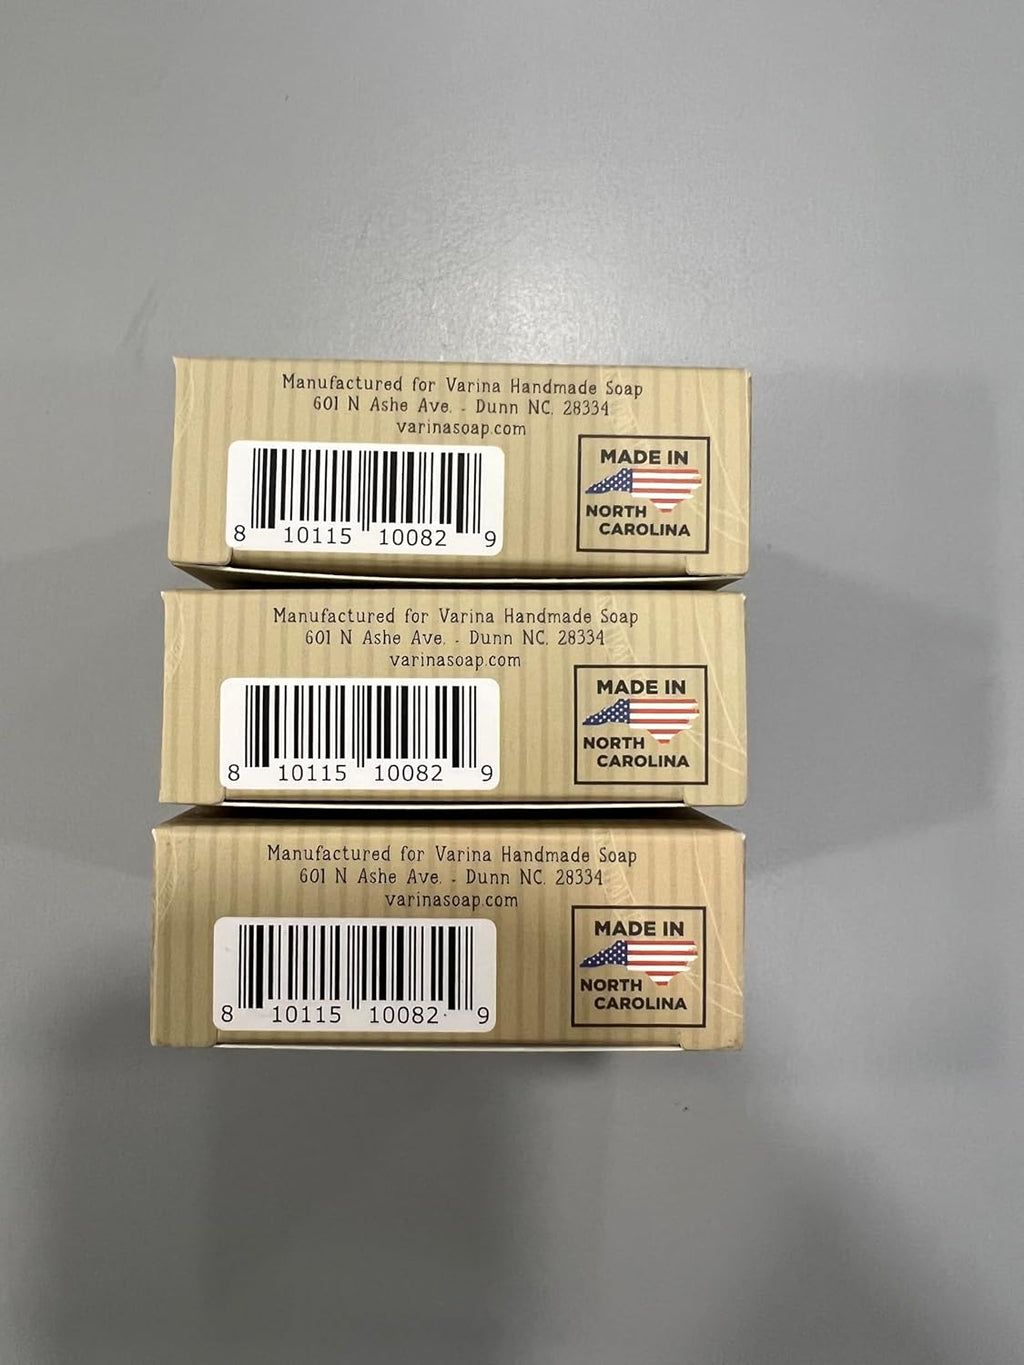 Manufactured for Varina Handmade Soap
601 N Ashe Ave. - Dunn NC. 28334
varinasoap.com
8 10115 10082 9
MADE IN
NORTH
CAROLINA
Manufactured for Varina Handmade Soap
601 N Ashe Ave. - Dunn NC. 28334
varinasoap.com
8 10115 10082 9
MADE IN
NORTH
CAROLINA
Manufactured for Varina Handmade Soap
601 N Ashe Ave. - Dunn NC. 28334
varinasoap.com
8 10115 10082 9
MADE IN
NORTH
CAROLINA